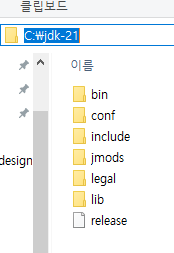 클립보드
C:₩jdk-21
이름
bin
conf
include
jmods
design
legal
lib
release